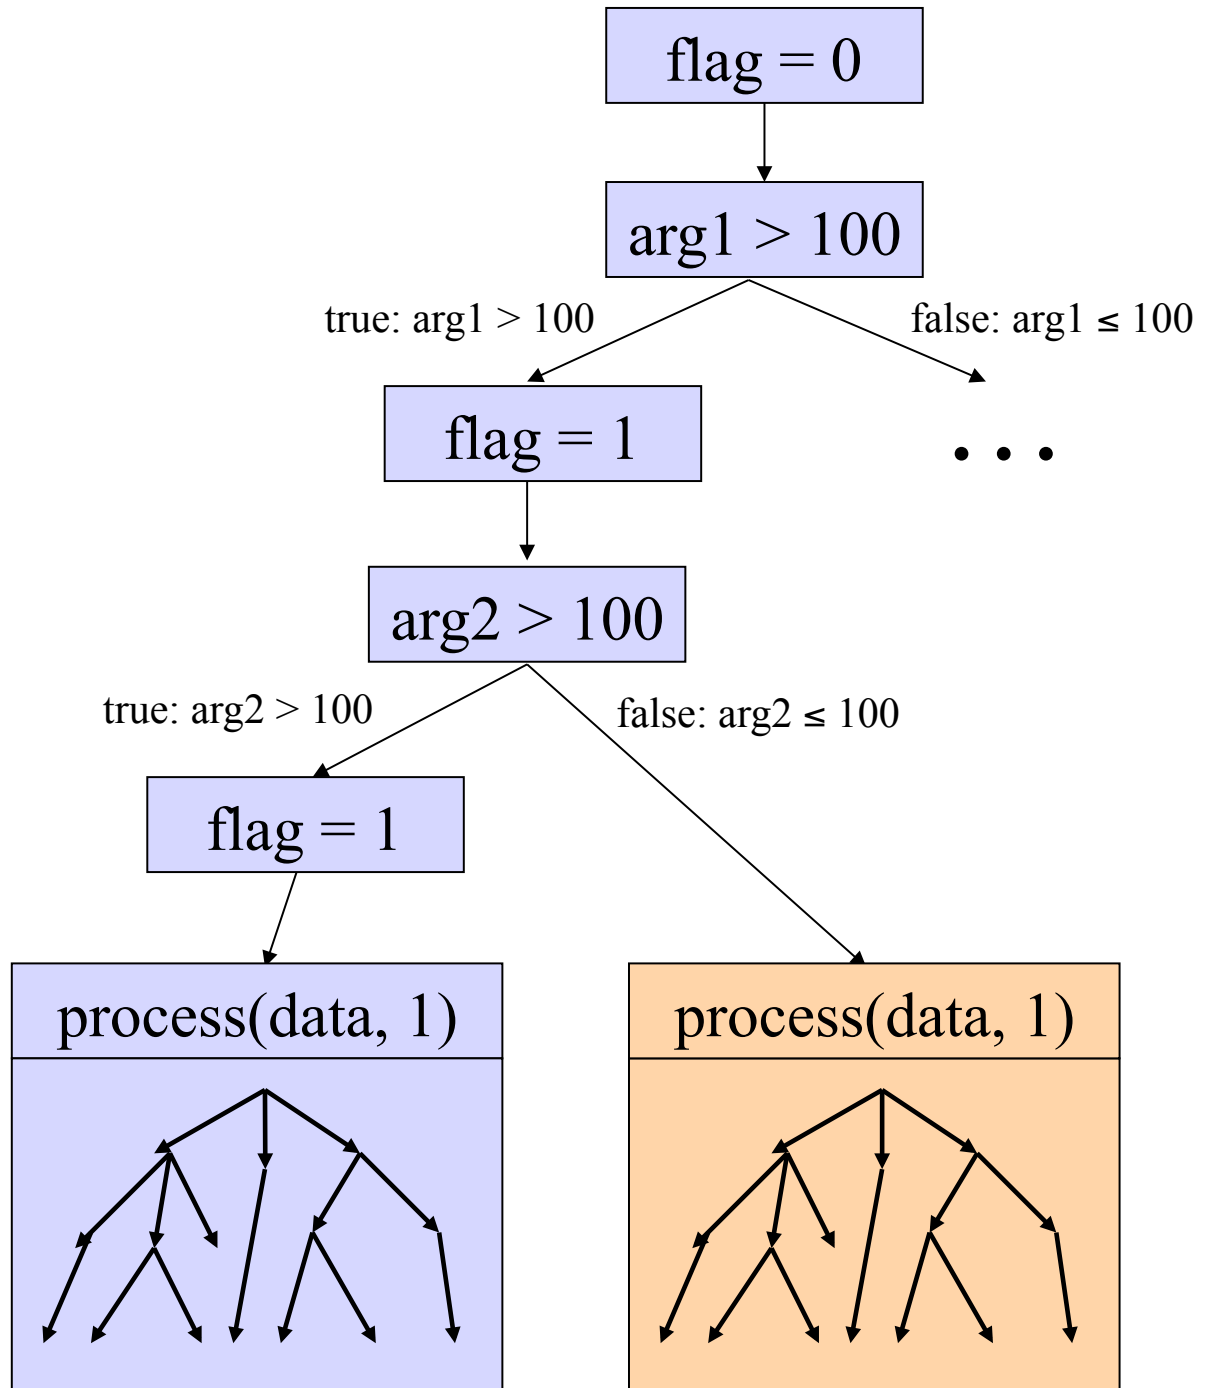 flag = 0
arg1 > 100
true: arg1 > 100
false: arg1 ≤ 100
flag = 1
. . .
arg2 > 100
true: arg2 > 100
false: arg2 ≤ 100
flag = 1
process(data, 1)
process(data, 1)